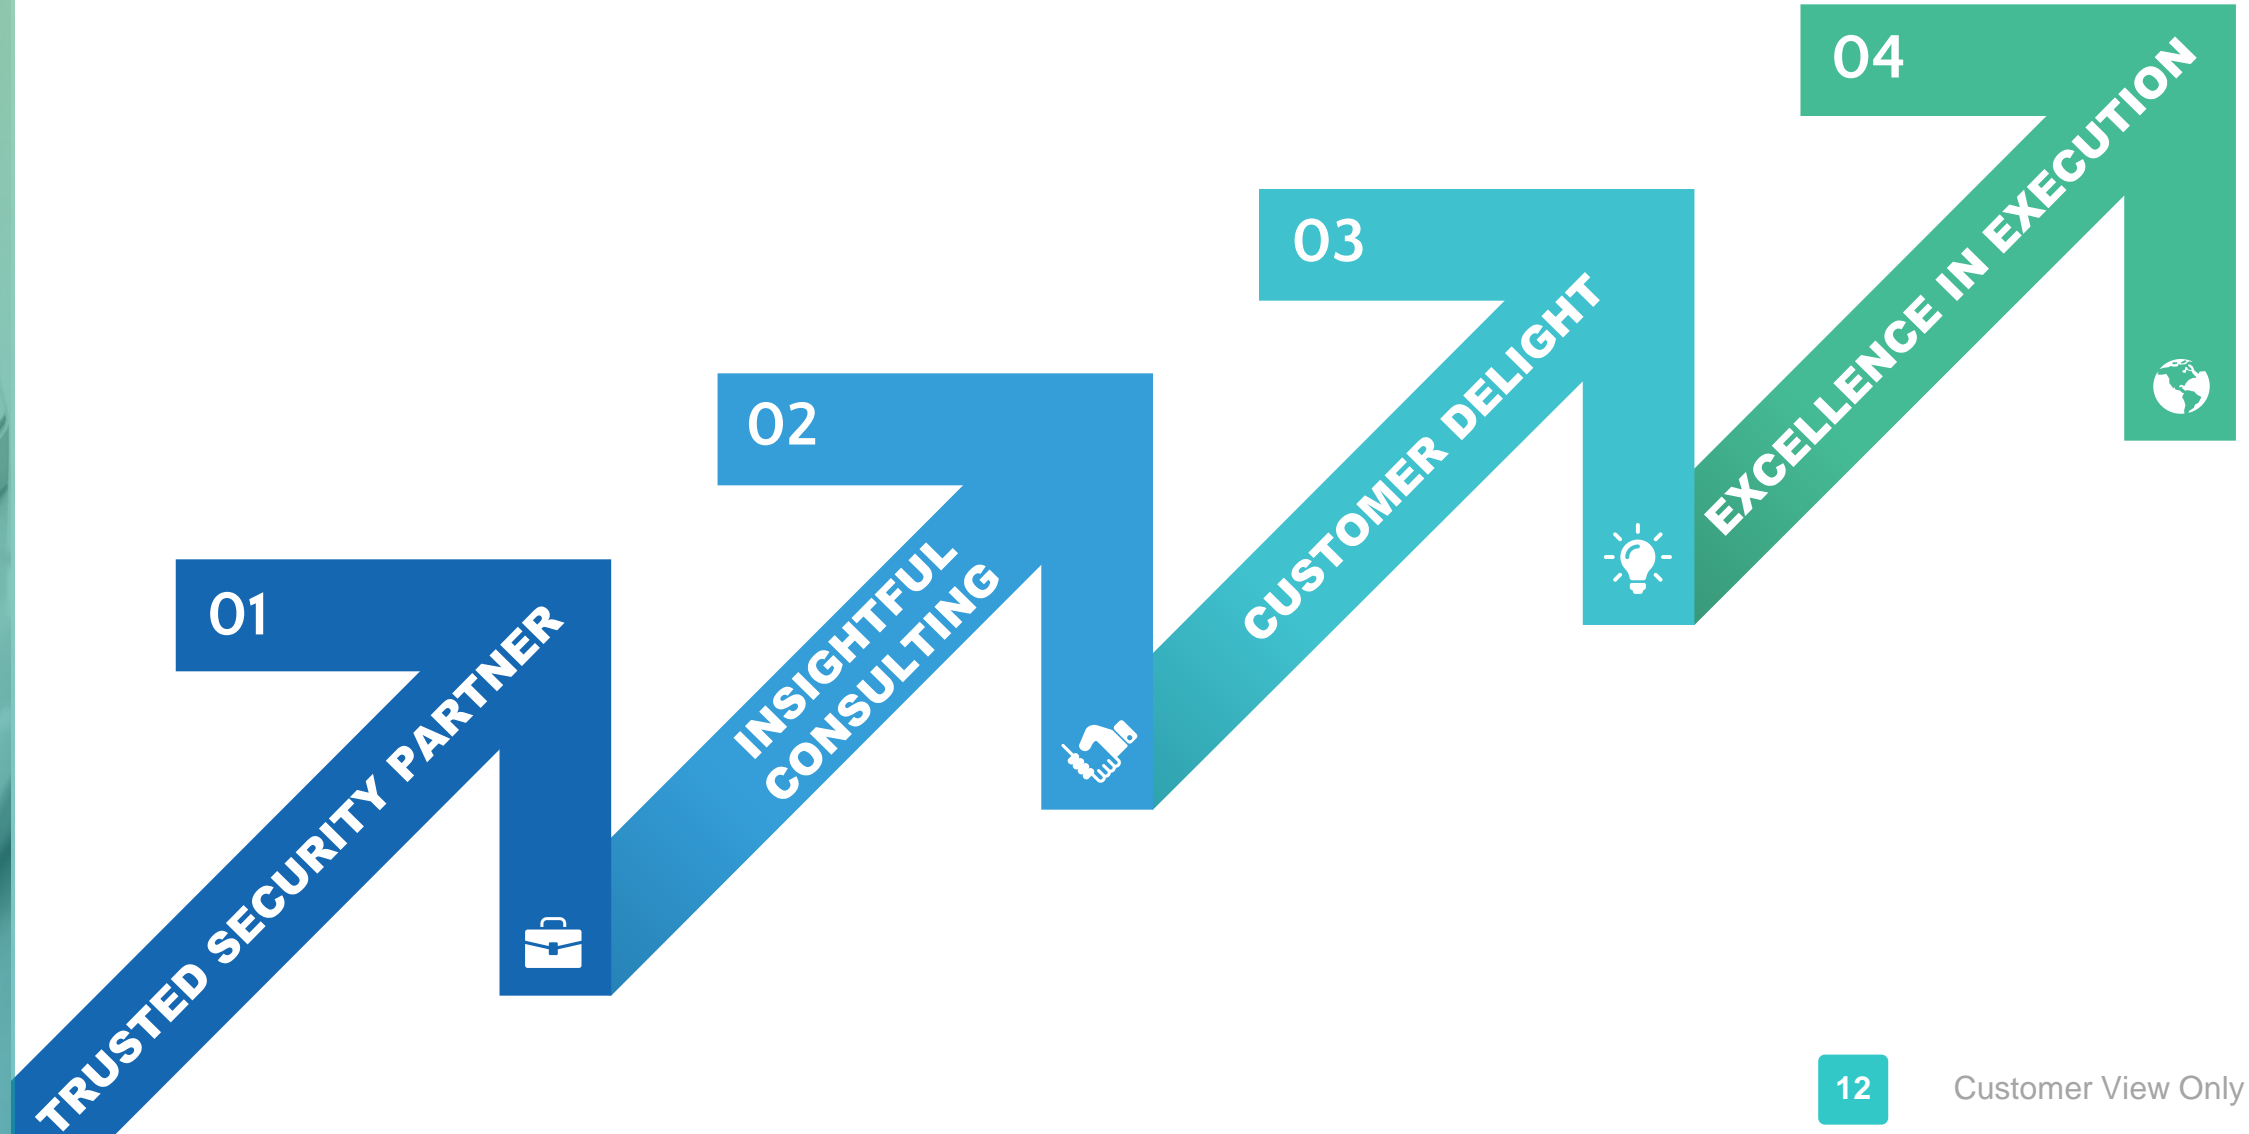 01
TRUSTED SECURITY PARTNER
02
INSIGHTFUL
CONSULTING
03
CUSTOMER DELIGHT
04
EXCELLENCE IN EXECUTION
12
Customer View Only